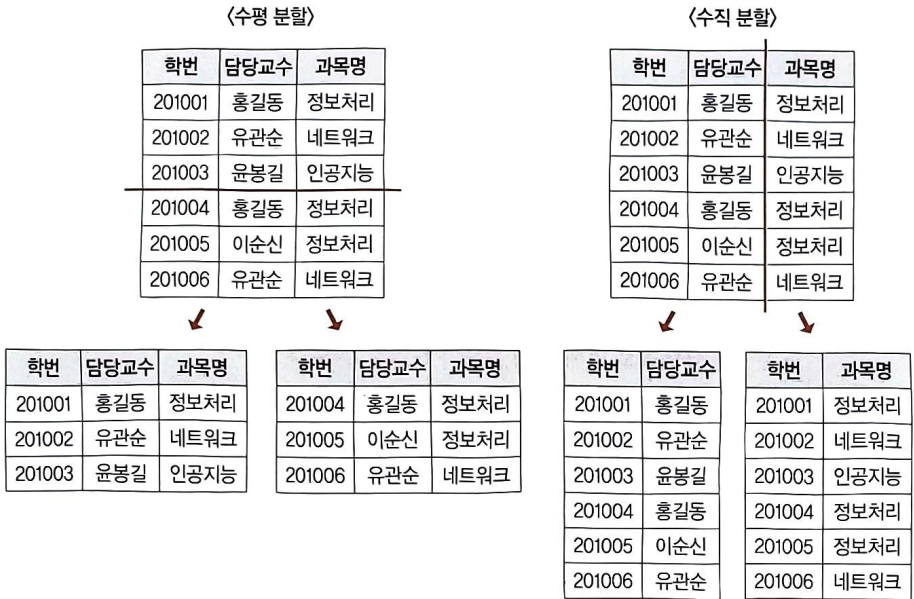 〈수평 분할〉
학번 담당교수 과목명
201001 홍길동 정보처리
201002 유관순 네트워크
201003 윤봉길 인공지능
201004 홍길동 정보처리
201005 이순신 정보처리
201006 유관순 네트워크
학번 담당교수 과목명
201001 홍길동 정보처리
201002 유관순 네트워크
201003 윤봉길 인공지능
학번 담당교수 과목명
201004 홍길동 정보처리
201005 이순신 정보처리
201006 유관순 네트워크
〈수직 분할〉
학번 담당교수 과목명
201001 홍길동 정보처리
201002 유관순 네트워크
201003 윤봉길 인공지능
201004 홍길동 정보처리
201005 이순신 정보처리
201006 유관순 네트워크
학번 담당교수
201001 홍길동
201002 유관순
201003 윤봉길
201004 홍길동
201005 이순신
201006 유관순
학번 과목명
201001 정보처리
201002 네트워크
201003 인공지능
201004 정보처리
201005 정보처리
201006 네트워크